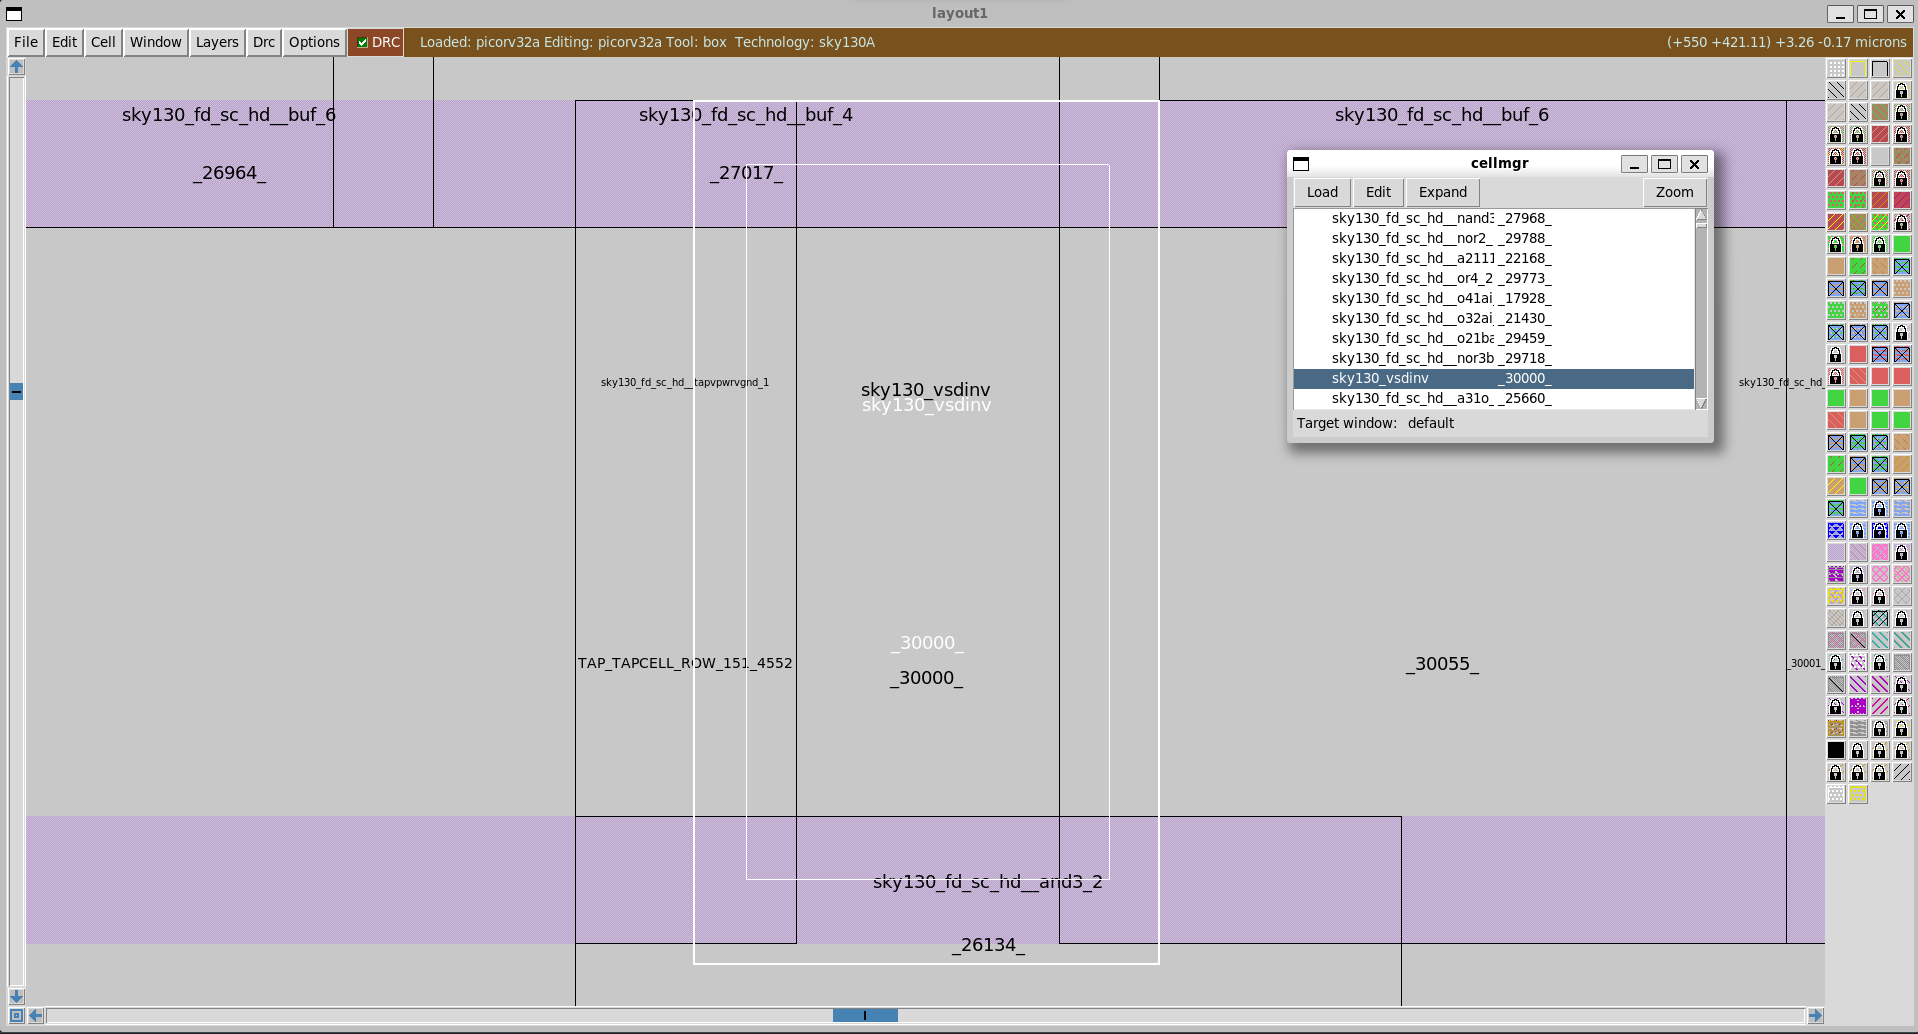 layout1
File Edit Cell Window Layers Drc Options DRC Loaded: picorv32a Editing: picorv32a Tool: box Technology: sky130A (+550 +421.11) +3.26 -0.17 microns
sky130_fd_sc_hd__buf_6
_26964_
sky130_fd_sc_hd__buf_4
_27017_
sky130_fd_sc_hd__buf_6
cellmgr
Load Edit Expand Zoom
sky130_fd_sc_hd__nand3 _27968_
sky130_fd_sc_hd__nor2_ _29788_
sky130_fd_sc_hd__a2111 _22168_
sky130_fd_sc_hd__or4_2 _29773_
sky130_fd_sc_hd__o41ai _17928_
sky130_fd_sc_hd__o32ai _21430_
sky130_fd_sc_hd__o21ba _29459_
sky130_fd_sc_hd__nor3b _29718_
sky130_vsdinv _30000_
sky130_fd_sc_hd__a31o_ _25660_
Target window: default
sky130_fd_sc_hd__tapvpwrvgnd_1
sky130_vsdinv
sky130_vsdinv
sky130_fd_sc_hd_
_30000_
TAP_TAPCELL_ROW_151_4552
_30000_
_30055_
_30001_
sky130_fd_sc_hd__and3_2
_26134_